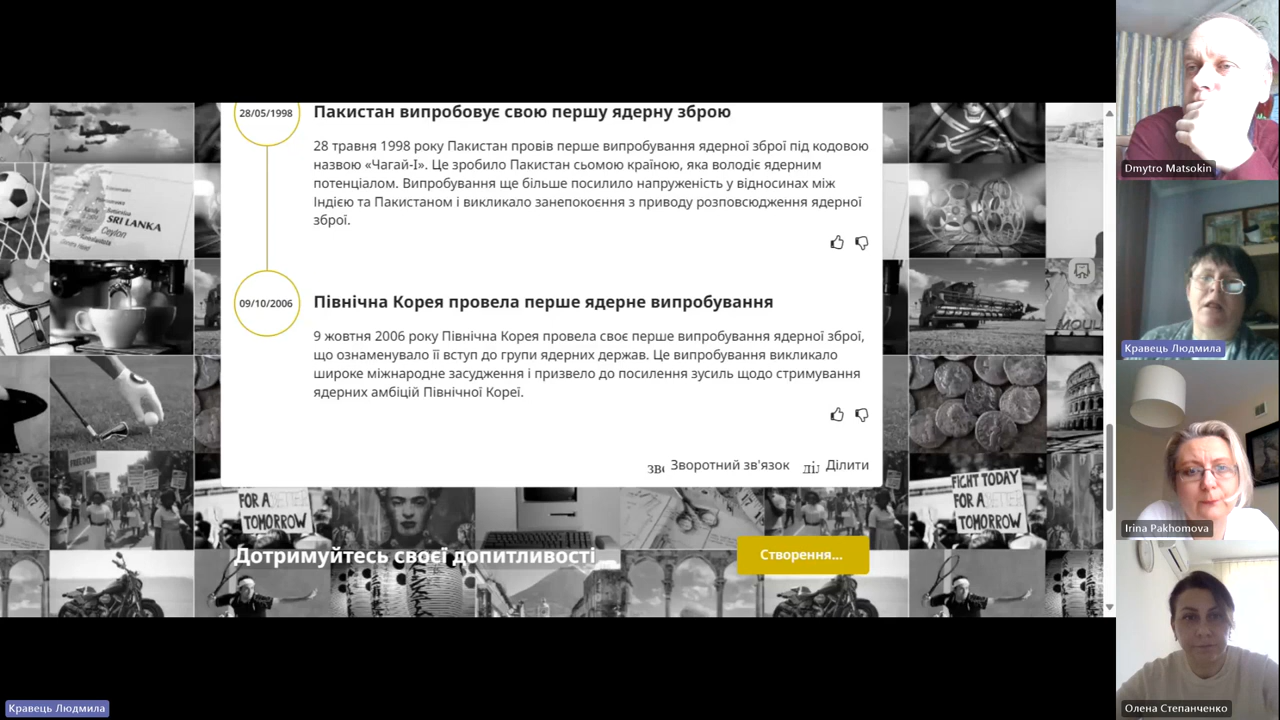 28/05/1998
Пакистан випробовує свою першу ядерну зброю
28 травня 1998 року Пакистан провів перше випробування ядерної зброї під кодовою
назвою «Чагай-I». Це зробило Пакистан сьомою країною, яка володіє ядерним
потенціалом. Випробування ще більше посилило напруженість у відносинах між
Індією та Пакистаном і викликало занепокоєння з приводу розповсюдження ядерної
зброї.
09/10/2006
Північна Корея провела перше ядерне випробування
9 жовтня 2006 року Північна Корея провела своє перше випробування ядерної зброї,
що ознаменувало її вступ до групи ядерних держав. Це випробування викликало
широке міжнародне засудження і призвело до посилення зусиль щодо стримування
ядерних амбіцій Північної Кореї.
Зворотний зв'язок
Ділити
Дотримуйтесь своєї допитливості
Створення...
SRI LANKA
Ceylon
FOR A BETTER
TOMORROW
FIGHT TODAY
FOR A BETTER
TOMORROW
Dmytro Matsokin
Кравець Людмила
Irina Pakhomova
Олена Степанченко
Кравець Людмила